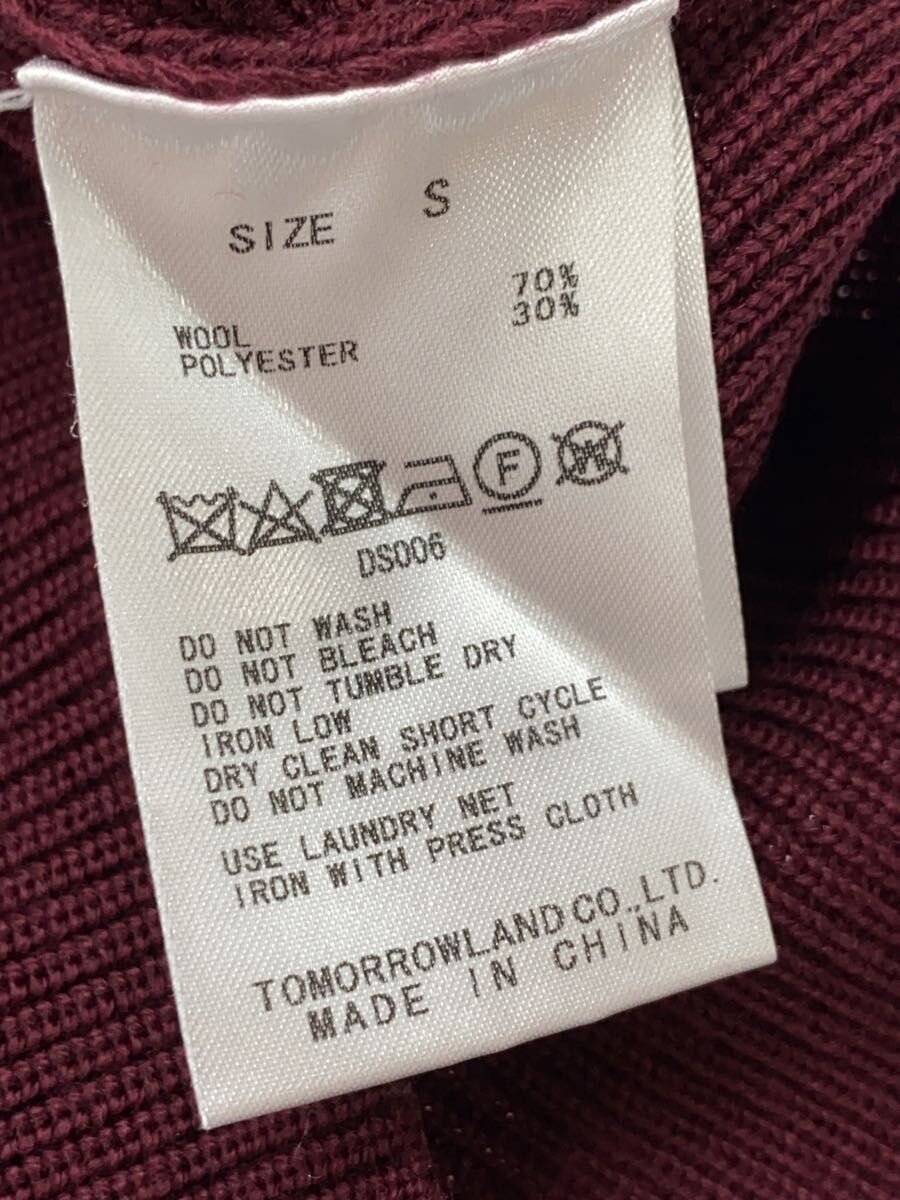 SIZE S
WOOL 70%
POLYESTER 30%
F W
DS006
DO NOT WASH
DO NOT BLEACH
DO NOT TUMBLE DRY
IRON LOW
DRY CLEAN SHORT CYCLE
DO NOT MACHINE WASH
USE LAUNDRY NET
IRON WITH PRESS CLOTH
TOMORROWLAND CO.,LTD.
MADE IN CHINA